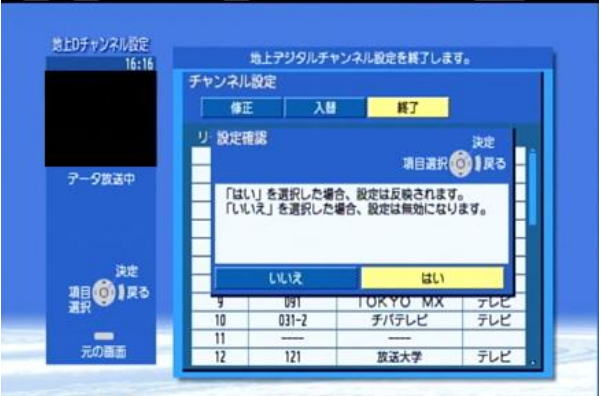 地上Dチャンネル設定
16:16
データ放送中
決定
項目選択
戻る
元の画面
地上デジタルチャンネル設定を終了します。
チャンネル設定
修正 入替 終了
リ
設定確認
決定
項目選択 戻る
「はい」を選択した場合、設定は反映されます。
「いいえ」を選択した場合、設定は無効になります。
いいえ はい
9 091 TOKYO MX テレビ
10 031-2 チバテレビ テレビ
11 ---- ----
12 121 放送大学 テレビ